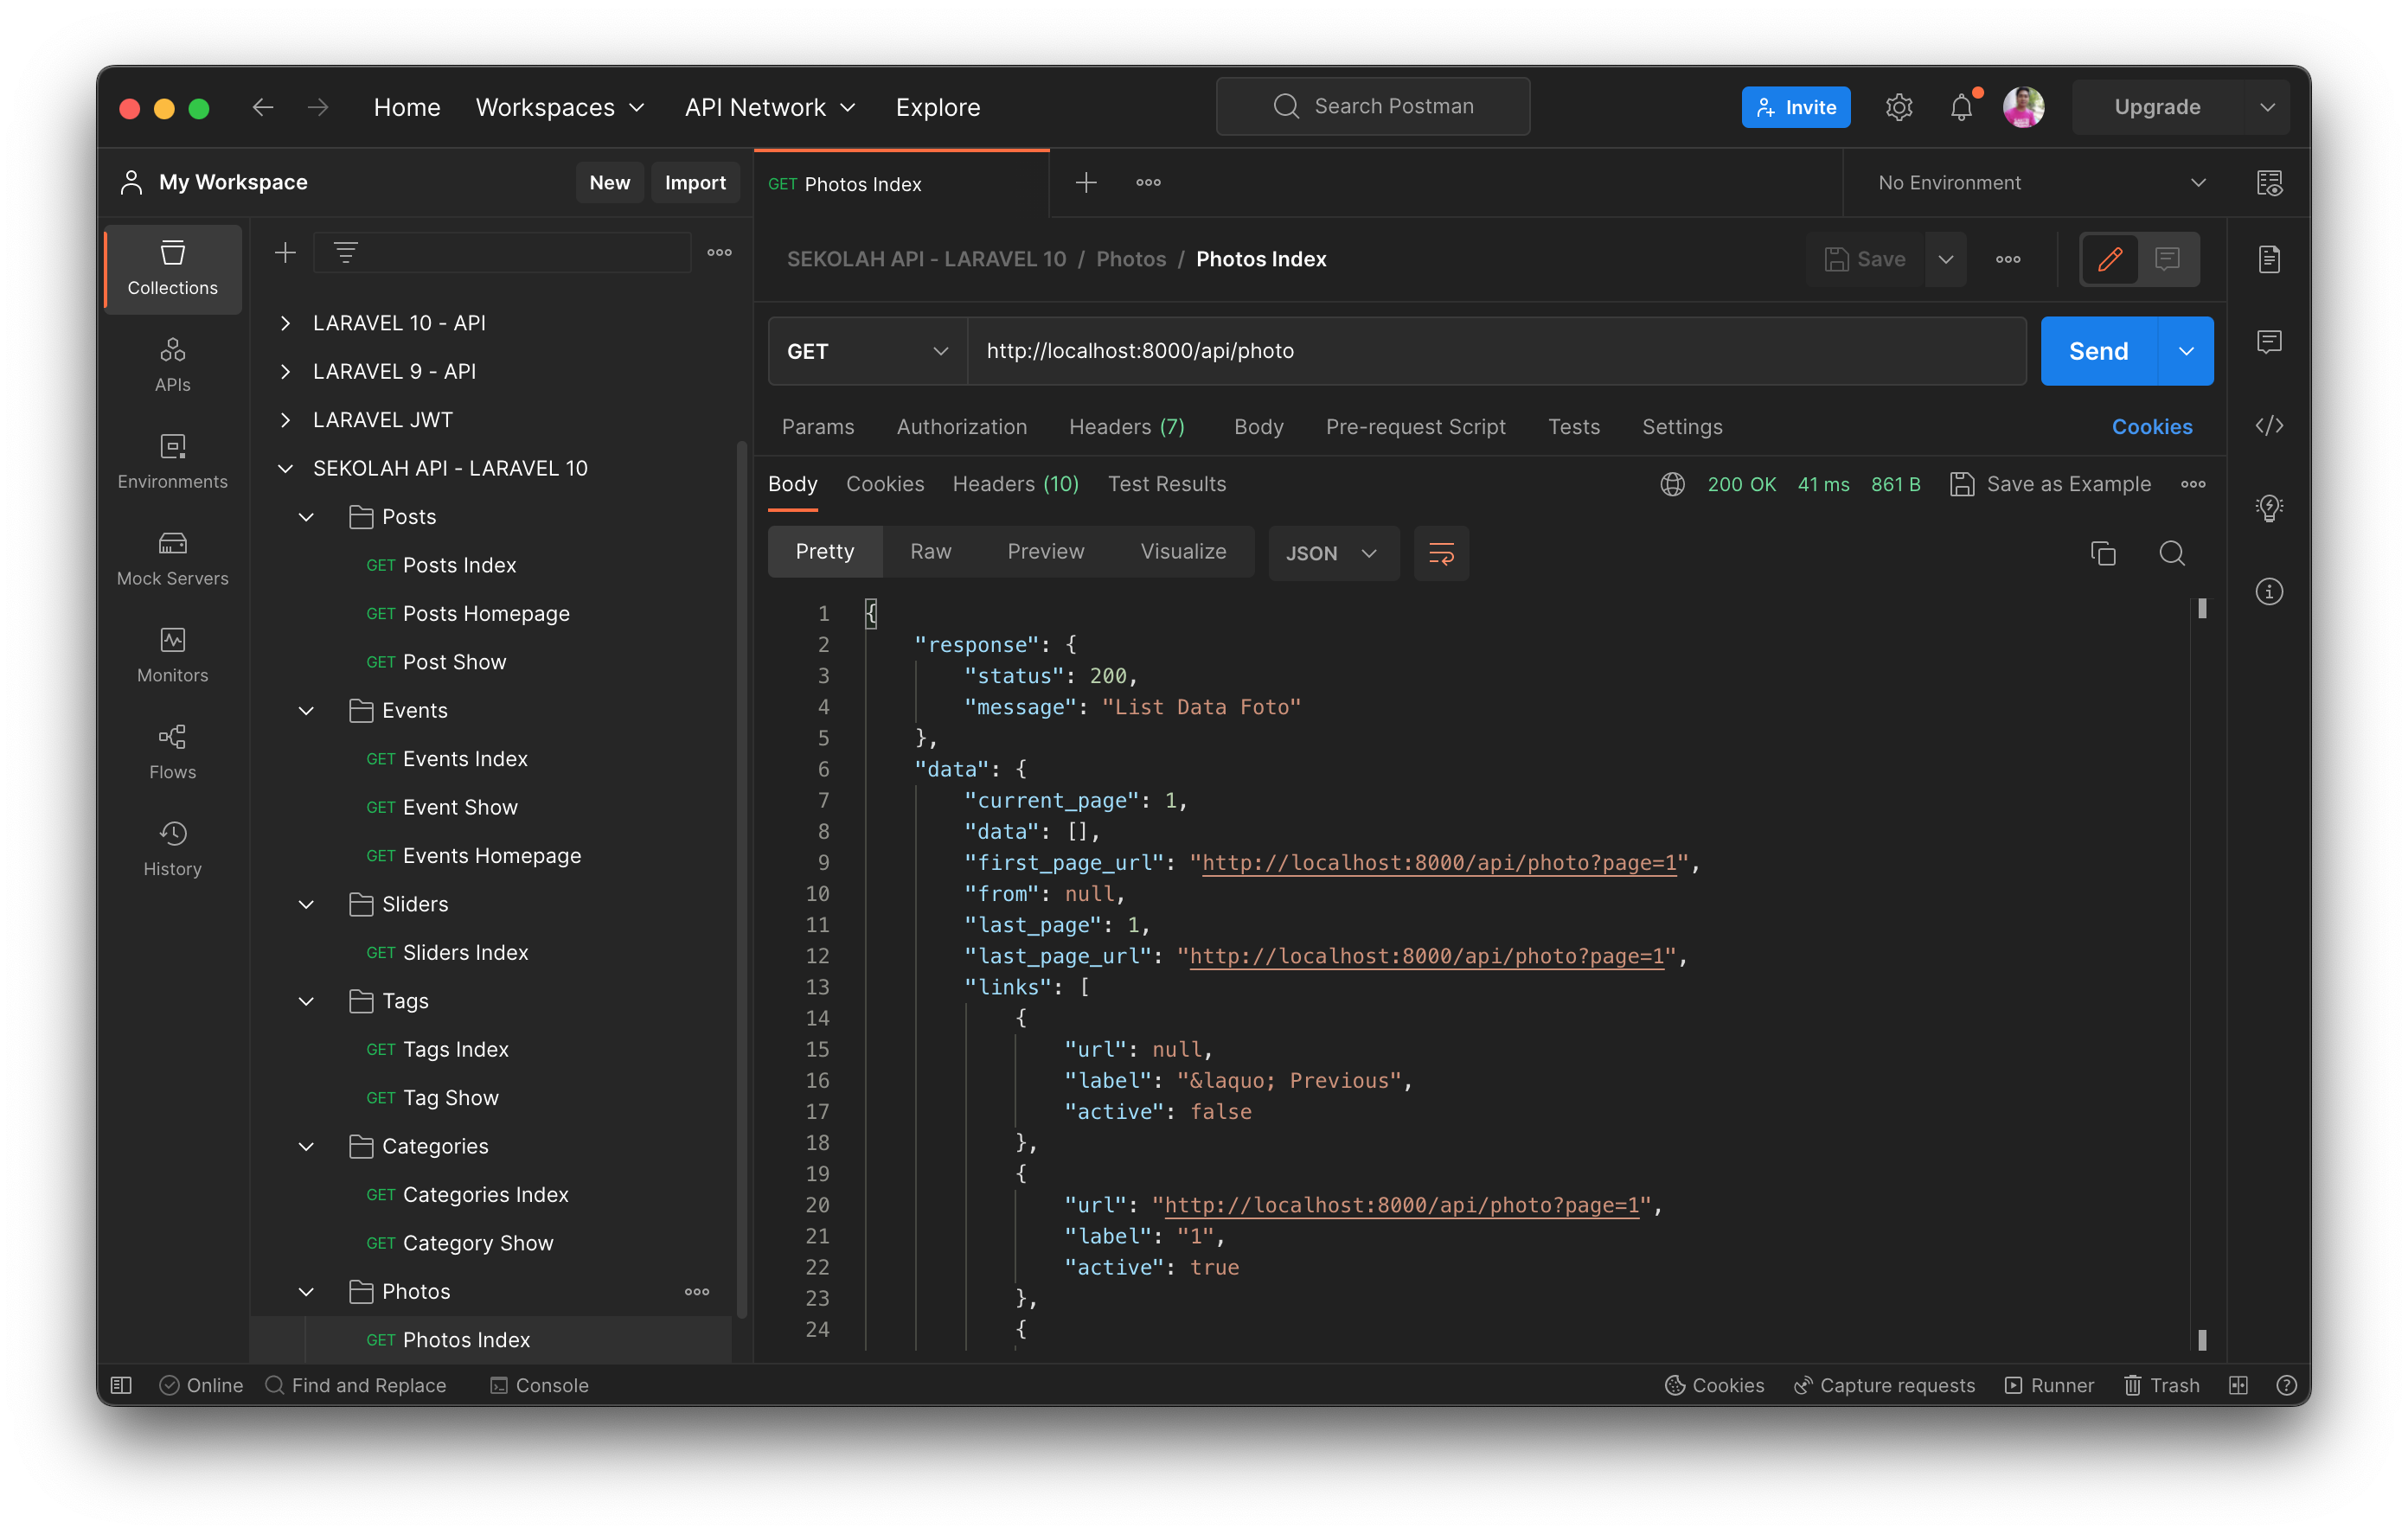 Home Workspaces API Network Explore Search Postman Invite Upgrade
My Workspace New Import
GET Photos Index No Environment
Collections
APIs
Environments
Mock Servers
Monitors
Flows
History
LARAVEL 10 - API
LARAVEL 9 - API
LARAVEL JWT
SEKOLAH API - LARAVEL 10
Posts
GET Posts Index
GET Posts Homepage
GET Post Show
Events
GET Events Index
GET Event Show
GET Events Homepage
Sliders
GET Sliders Index
Tags
GET Tags Index
GET Tag Show
Categories
GET Categories Index
GET Category Show
Photos
GET Photos Index
SEKOLAH API - LARAVEL 10 / Photos / Photos Index Save
GET http://localhost:8000/api/photo Send
Params Authorization Headers (7) Body Pre-request Script Tests Settings Cookies
Body Cookies Headers (10) Test Results 200 OK 41 ms 861 B Save as Example
Pretty Raw Preview Visualize JSON
1 {
2 "response": {
3 "status": 200,
4 "message": "List Data Foto"
5 },
6 "data": {
7 "current_page": 1,
8 "data": [],
9 "first_page_url": "http://localhost:8000/api/photo?page=1",
10 "from": null,
11 "last_page": 1,
12 "last_page_url": "http://localhost:8000/api/photo?page=1",
13 "links": [
14 {
15 "url": null,
16 "label": "&laquo; Previous",
17 "active": false
18 },
19 {
20 "url": "http://localhost:8000/api/photo?page=1",
21 "label": "1",
22 "active": true
23 },
24 {
Online Find and Replace Console Cookies Capture requests Runner Trash